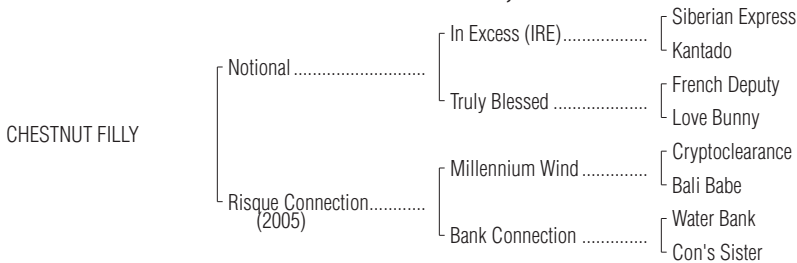 Siberian Express
In Excess (IRE)..................
Kantado
Notional ............................
French Deputy
Truly Blessed ....................
Love Bunny
CHESTNUT FILLY
Cryptoclearance
Millennium Wind ..............
Bali Babe
Risque Connection............
(2005)
Water Bank
Bank Connection ..............
Con's Sister